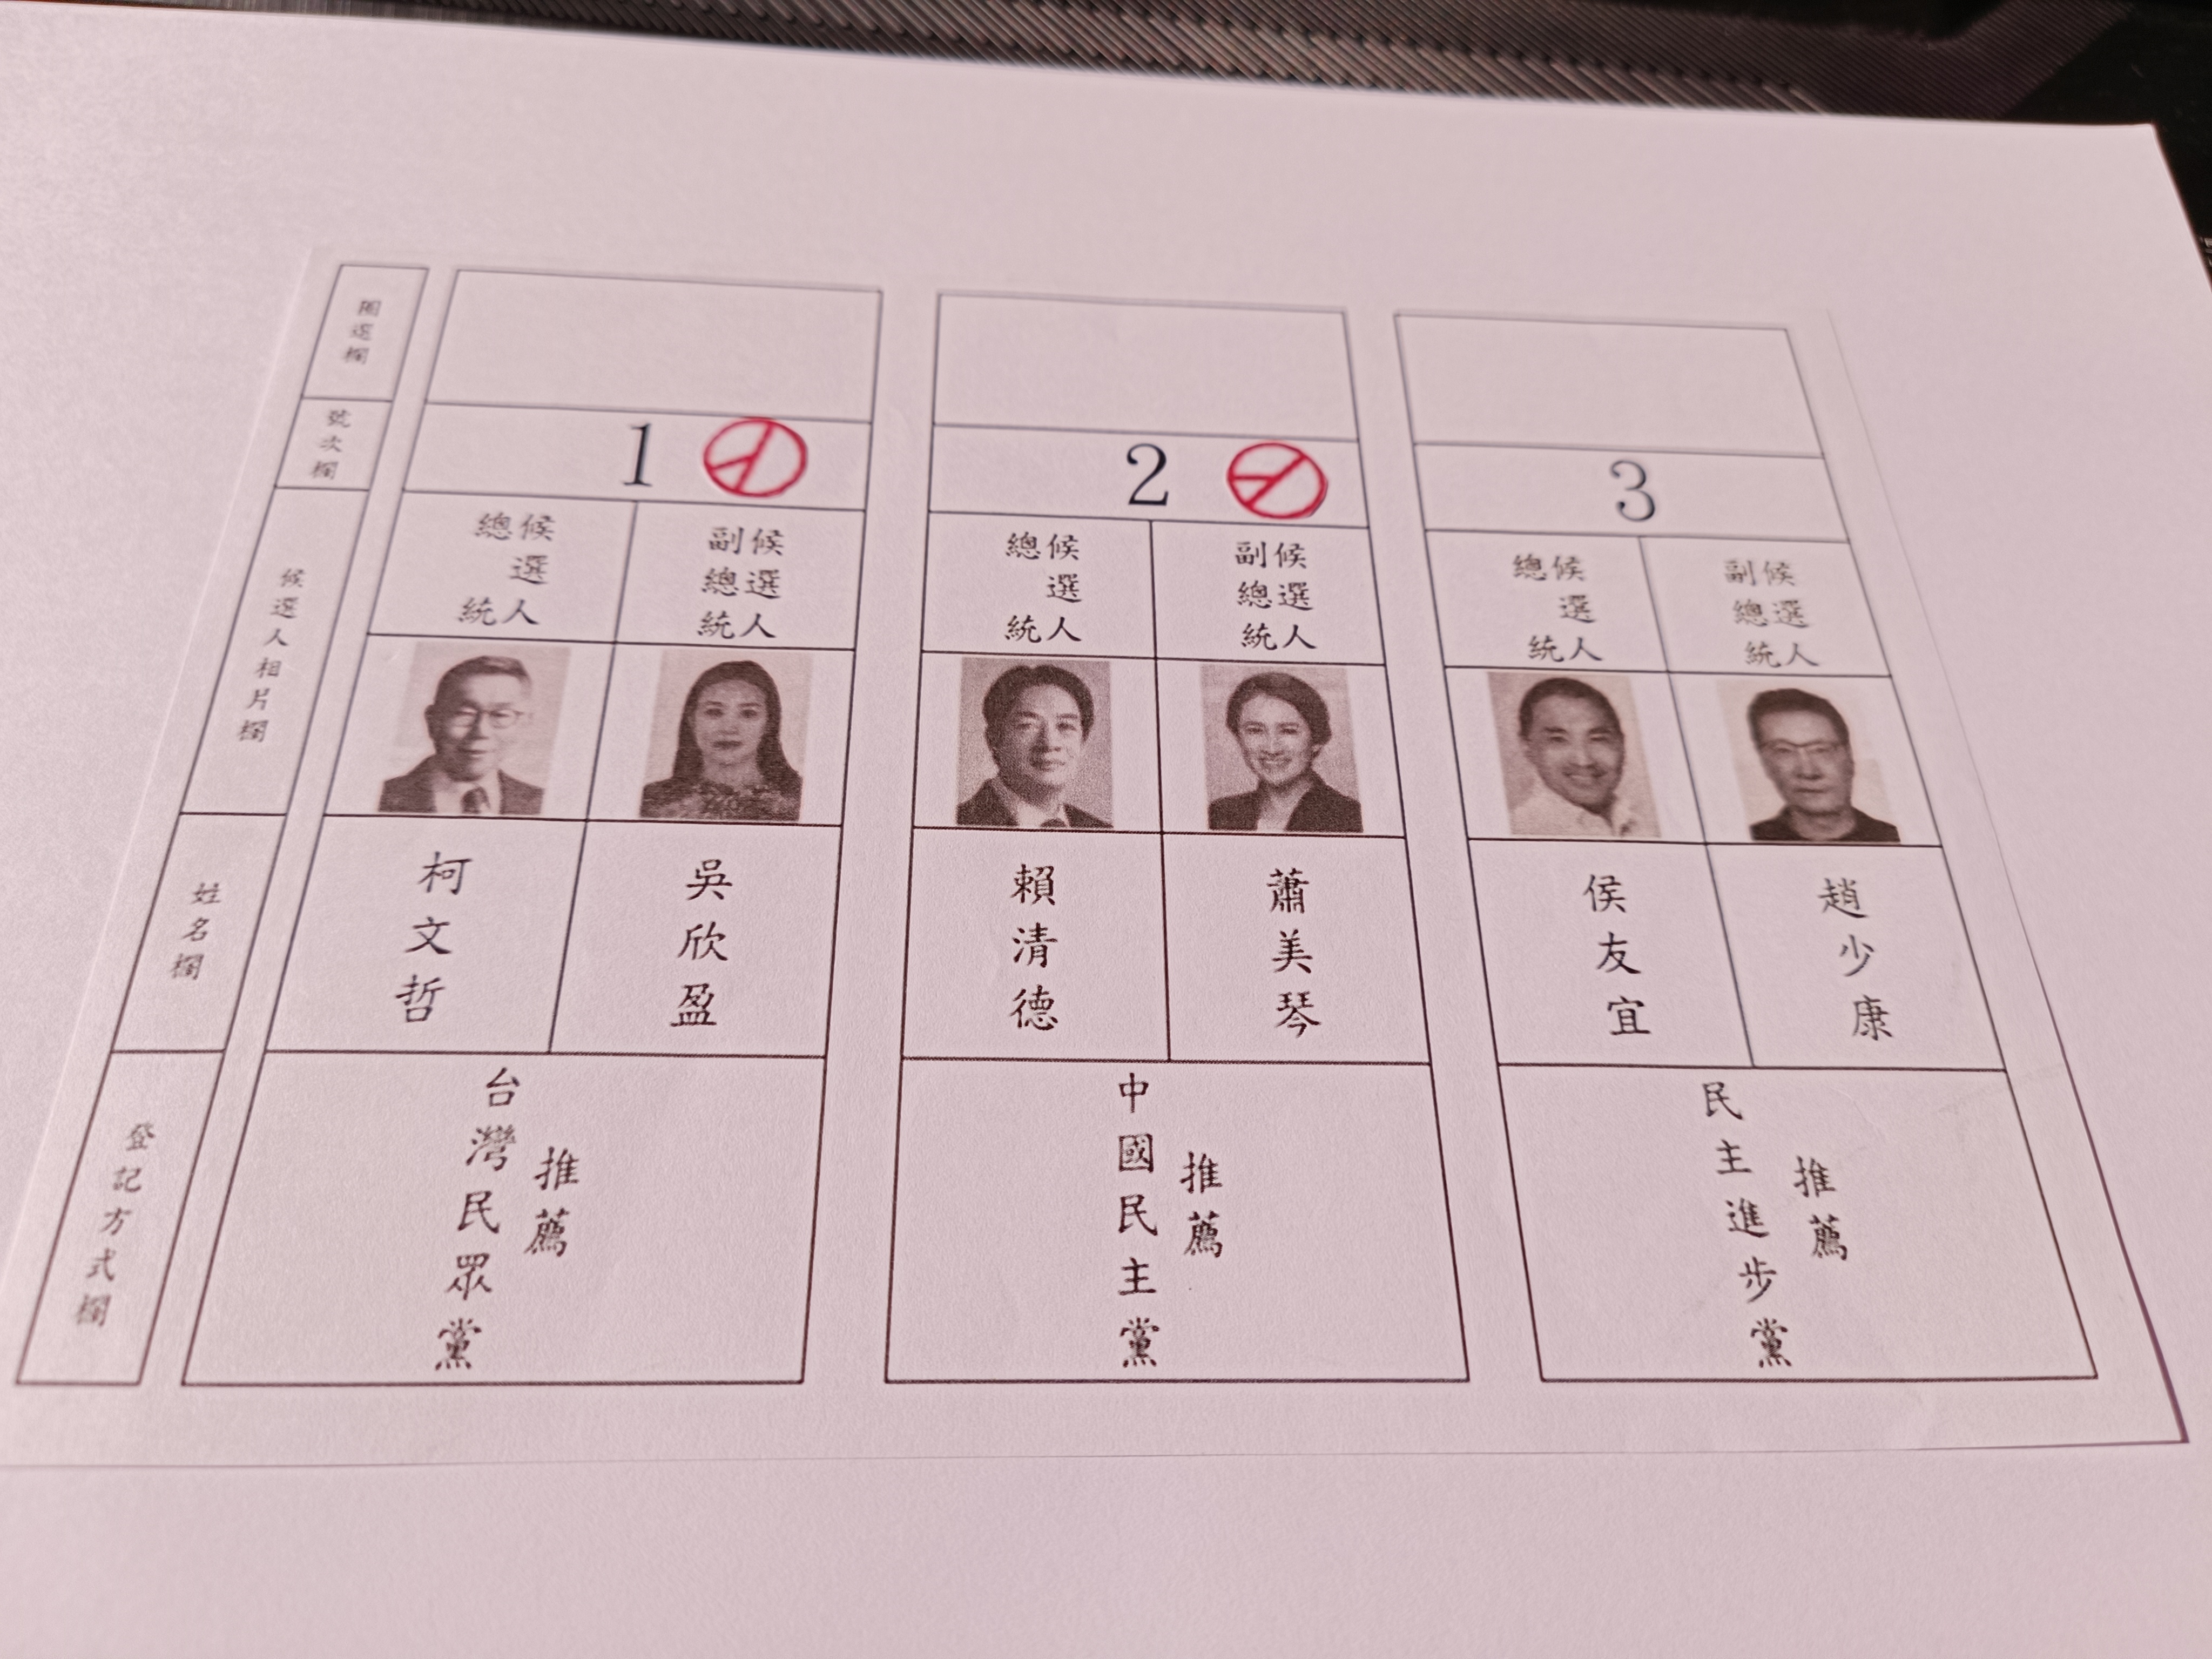 圈選欄
號次欄
候選人相片欄
姓名欄
登記方式欄
1
總統
候選人
副總統
候選人
柯文哲
吳欣盈
台灣民眾黨
推薦
2
總統
候選人
副總統
候選人
賴清德
蕭美琴
中國民主黨
推薦
3
總統
候選人
副總統
候選人
侯友宜
趙少康
民主進步黨
推薦